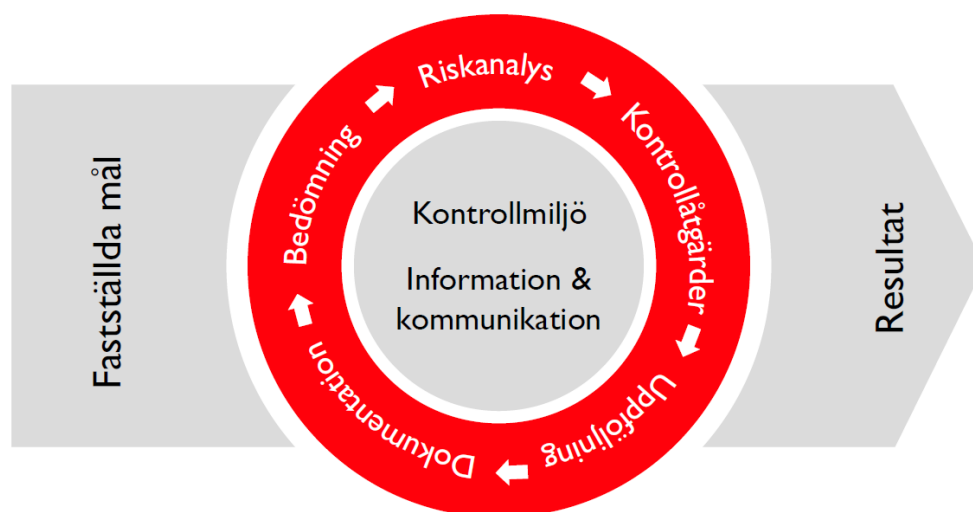 Fastställda mål
Riskanalys
Kontrollåtgärder
Uppföljning
Dokumentation
Bedömning
Kontrollmiljö
Information &
kommunikation
Resultat